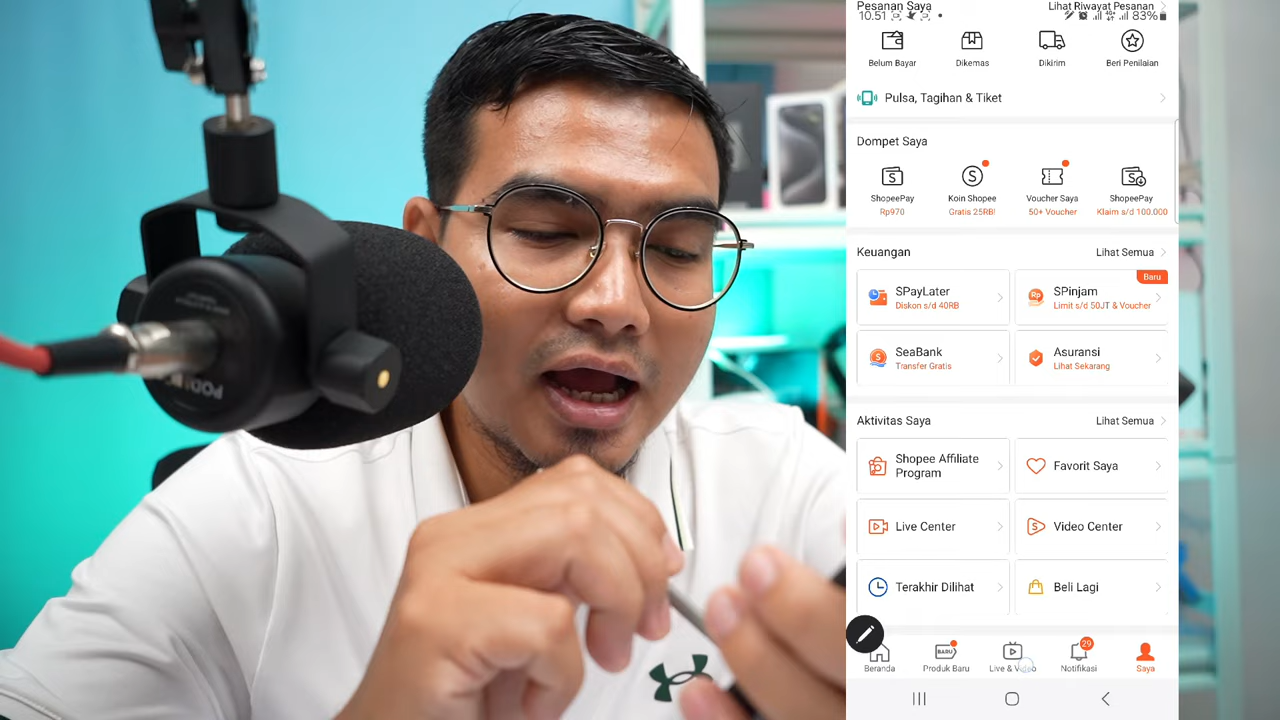 Pesanan Saya
Lihat Riwayat Pesanan
10.51
83%
Belum Bayar
Dikemas
Dikirim
Beri Penilaian
Pulsa, Tagihan & Tiket
Dompet Saya
ShopeePay
Koin Shopee
Voucher Saya
ShopeePay
Rp970
Gratis 25RB!
50+ Voucher
Klaim s/d 100.000
Keuangan
Lihat Semua
Baru
SPayLater
Diskon s/d 40RB
SPinjam
Limit s/d 50JT & Voucher
SeaBank
Transfer Gratis
Asuransi
Lihat Sekarang
Aktivitas Saya
Lihat Semua
Shopee Affiliate
Program
Favorit Saya
Live Center
Video Center
Terakhir Dilihat
Beli Lagi
BARU
29
Beranda
Produk Baru
Live & Video
Notifikasi
Saya